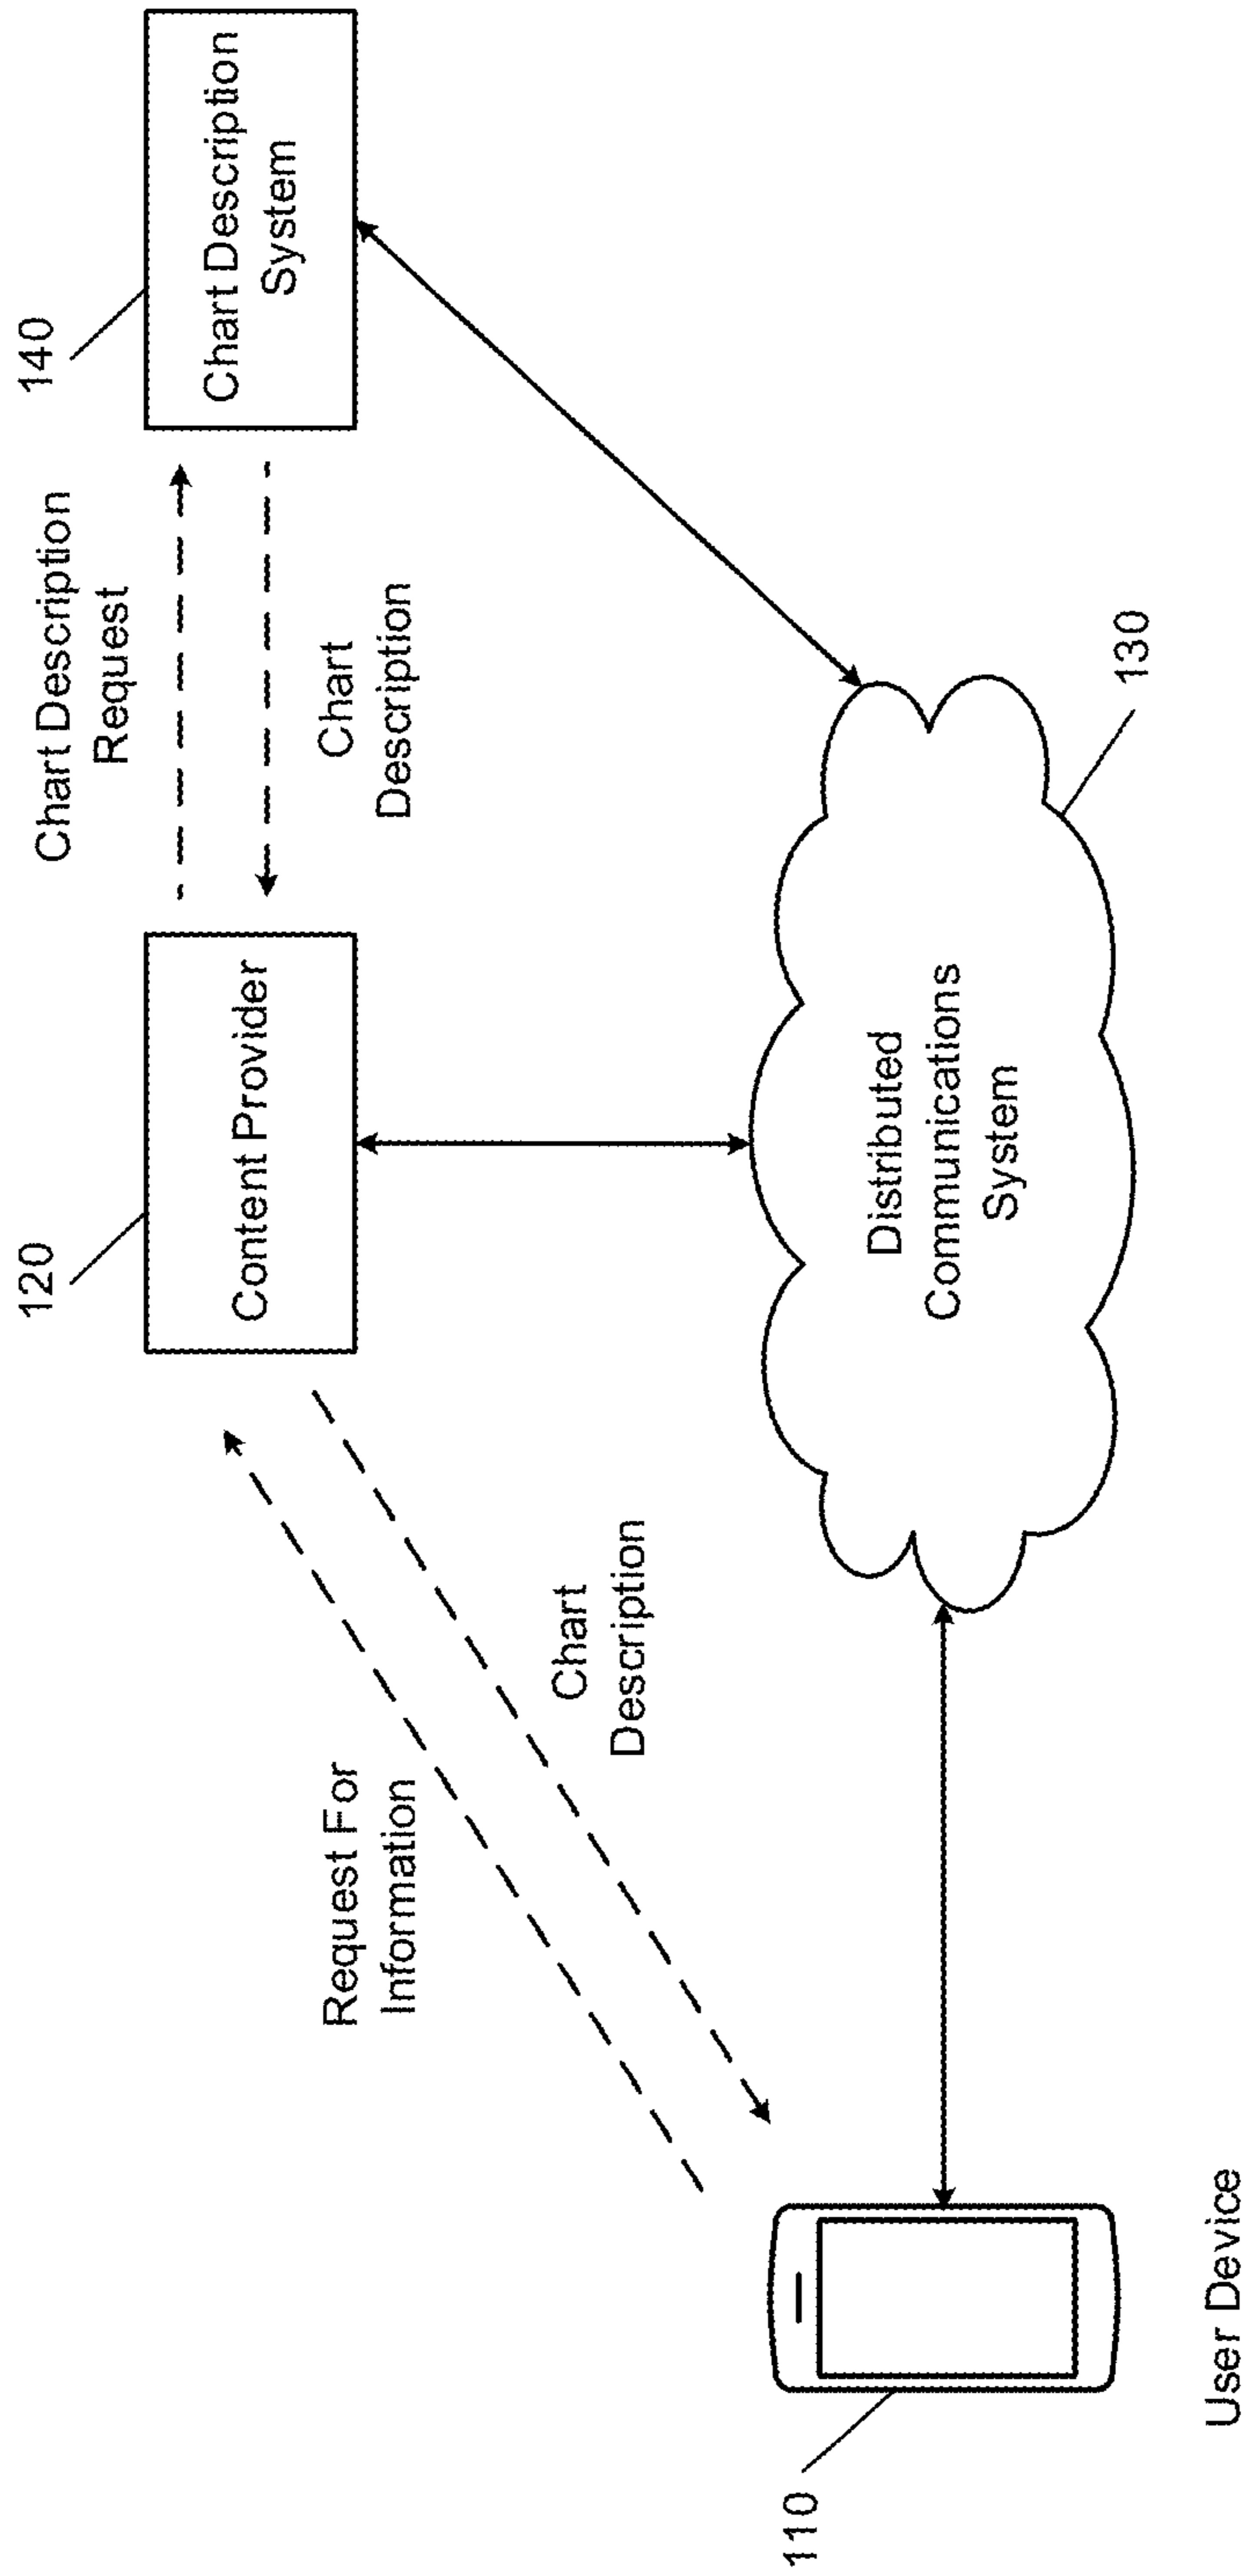 120
Content Provider
Chart Description
Request
Chart
Description
140
Chart Description
System
Request For
Information
Chart
Description
110
User Device
Distributed
Communications
System
130